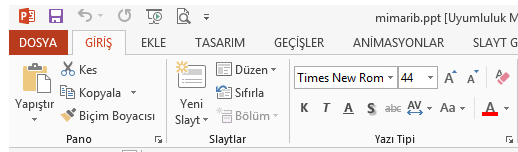 mimarib.ppt [Uyumluluk M
DOSYA GİRİŞ EKLE TASARIM GEÇİŞLER ANİMASYONLAR SLAYT G
Yapıştır
Kes
Kopyala
Biçim Boyacısı
Pano
Yeni
Slayt
Düzen
Sıfırla
Bölüm
Slaytlar
Times New Rom 44 A A
K T A S abc AV Aa A
Yazı Tipi